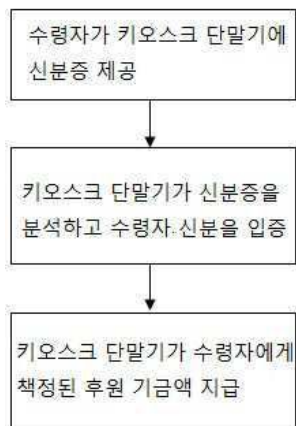 수령자가 키오스크 단말기에
신분증 제공
키오스크 단말기가 신분증을
분석하고 수령자.신분을 입증
키오스크 단말기가 수령자에게
책정된 후원 기금액 지급